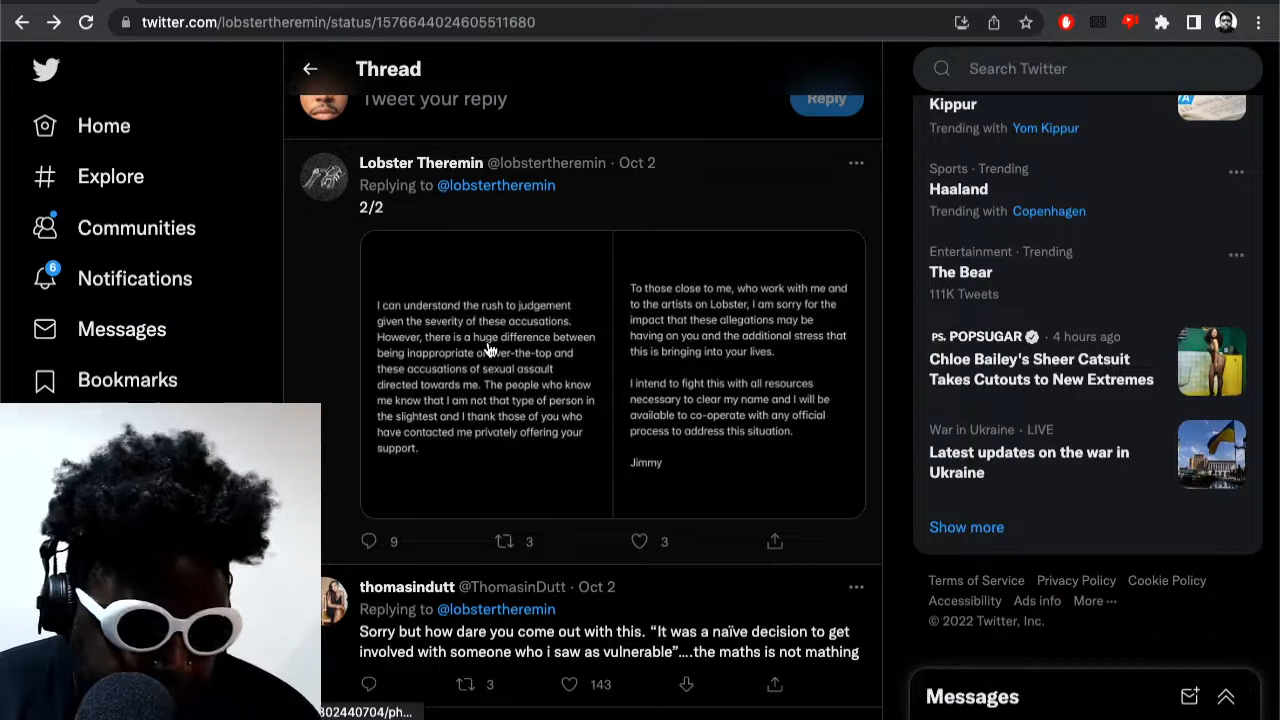 twitter.com/lobstertheremin/status/1576644024605511680
Thread
Search Twitter
Tweet your reply
Reply
Home
Explore
Communities
6
Notifications
Messages
Bookmarks
Lobster Theremin @lobstertheremin · Oct 2
Replying to @lobstertheremin
2/2
I can understand the rush to judgement
given the severity of these accusations.
However, there is a huge difference between
being inappropriate or over-the-top and
these accusations of sexual assault
directed towards me. The people who know
me know that I am not that type of person in
the slightest and I thank those of you who
have contacted me privately offering your
support.
To those close to me, who work with me and
to the artists on Lobster, I am sorry for the
impact that these allegations may be
having on you and the additional stress that
this is bringing into your lives.
I intend to fight this with all resources
necessary to clear my name and I will be
available to co-operate with any official
process to address this situation.
Jimmy
9
3
3
thomasindutt @ThomasinDutt · Oct 2
Replying to @lobstertheremin
Sorry but how dare you come out with this. “It was a naïve decision to get
involved with someone who i saw as vulnerable”....the maths is not mathing
3
143
302440704/ph...
Kippur
Trending with Yom Kippur
Sports · Trending
Haaland
Trending with Copenhagen
Entertainment · Trending
The Bear
111K Tweets
PS. POPSUGAR · 4 hours ago
Chloe Bailey's Sheer Catsuit
Takes Cutouts to New Extremes
War in Ukraine · LIVE
Latest updates on the war in
Ukraine
Show more
Terms of Service Privacy Policy Cookie Policy
Accessibility Ads info More ···
© 2022 Twitter, Inc.
Messages